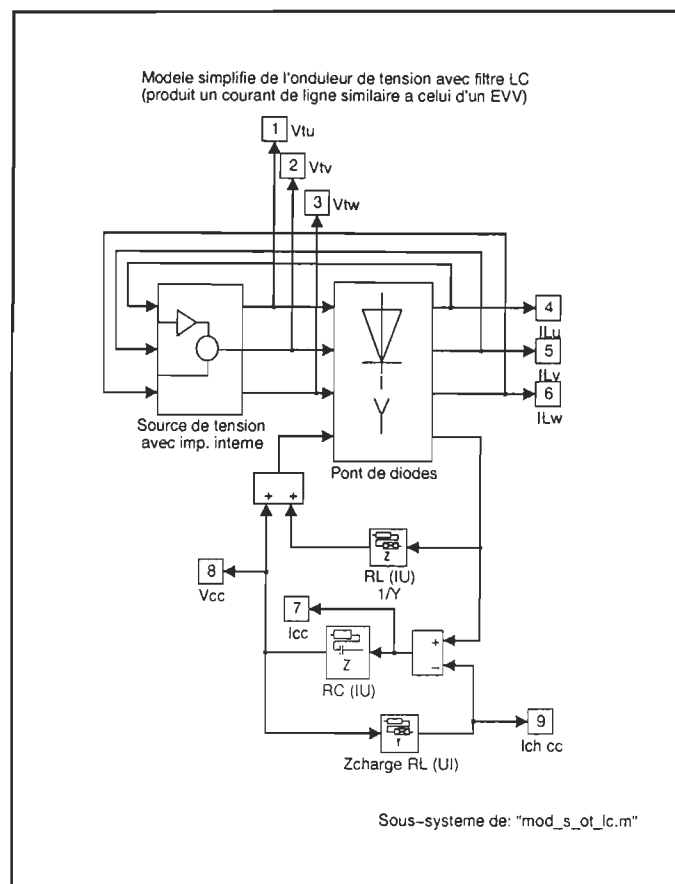 Modele simplifie de l'onduleur de tension avec filtre LC
(produit un courant de ligne similaire a celui d'un EVV)
1 Vtu
2 Vtv
3 Vtw
4
ILu
5
ILv
6
ILw
Source de tension
avec imp. interne
Pont de diodes
Y
+ +
Z
RL (IU)
1/Y
8
Vcc
7
Icc
Z
RC (IU)
+
-
Y
Zcharge RL (UI)
9
Ich cc
Sous-systeme de: "mod_s_ot_lc.m"